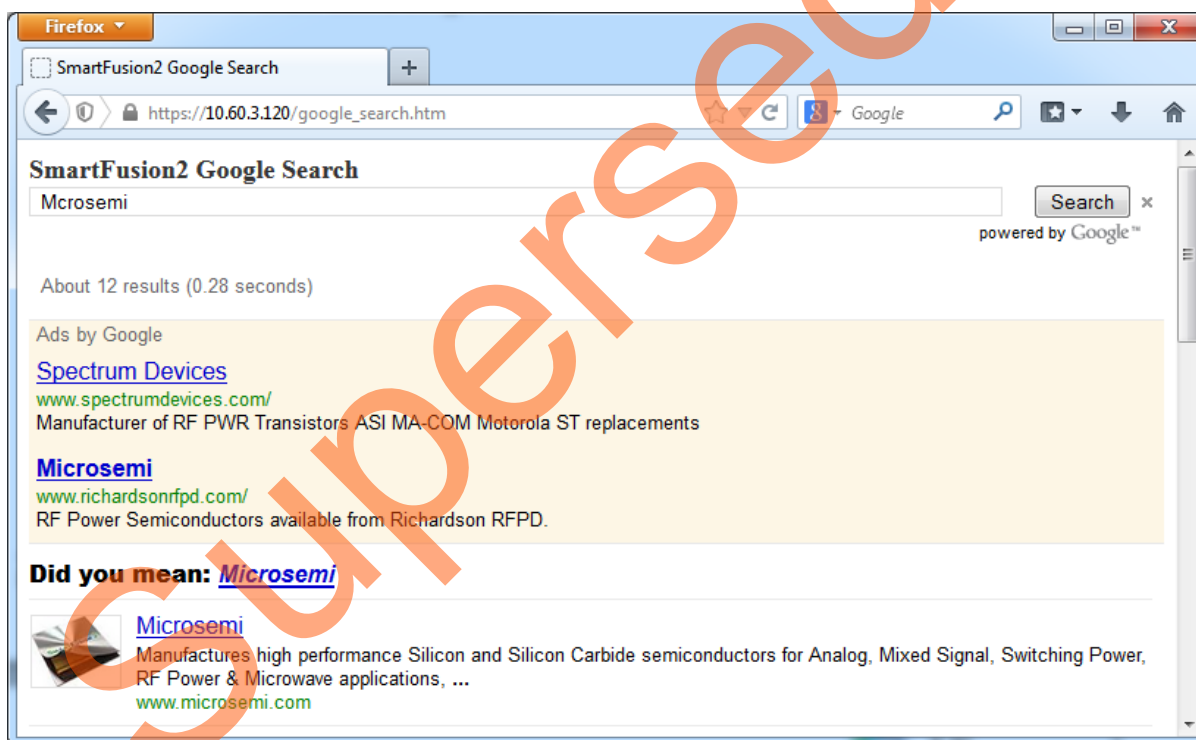 Firefox
SmartFusion2 Google Search
https://10.60.3.120/google_search.htm
Google
SmartFusion2 Google Search
Mcrosemi
Search
powered by Google™
About 12 results (0.28 seconds)
Ads by Google
Spectrum Devices
www.spectrumdevices.com/
Manufacturer of RF PWR Transistors ASI MA-COM Motorola ST replacements
Microsemi
www.richardsonrfpd.com/
RF Power Semiconductors available from Richardson RFPD.
Did you mean: Microsemi
Microsemi
Manufactures high performance Silicon and Silicon Carbide semiconductors for Analog, Mixed Signal, Switching Power,
RF Power & Microwave applications, ...
www.microsemi.com